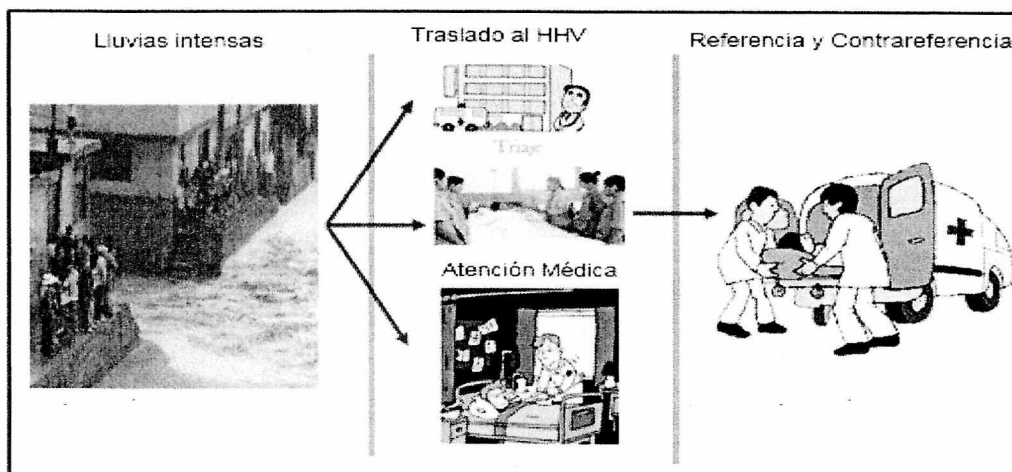 Lluvias intensas
Traslado al HHV
Referencia y Contrareferencia
Triaje
Atención Médica